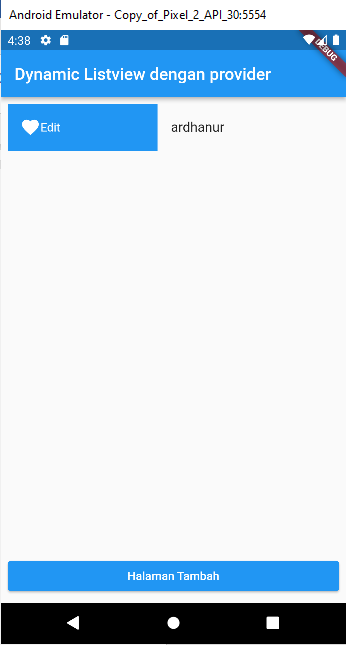 Android Emulator - Copy_of_Pixel_2_API_30:5554
4:38
DEBUG
Dynamic Listview dengan provider
Edit
ardhanur
Halaman Tambah